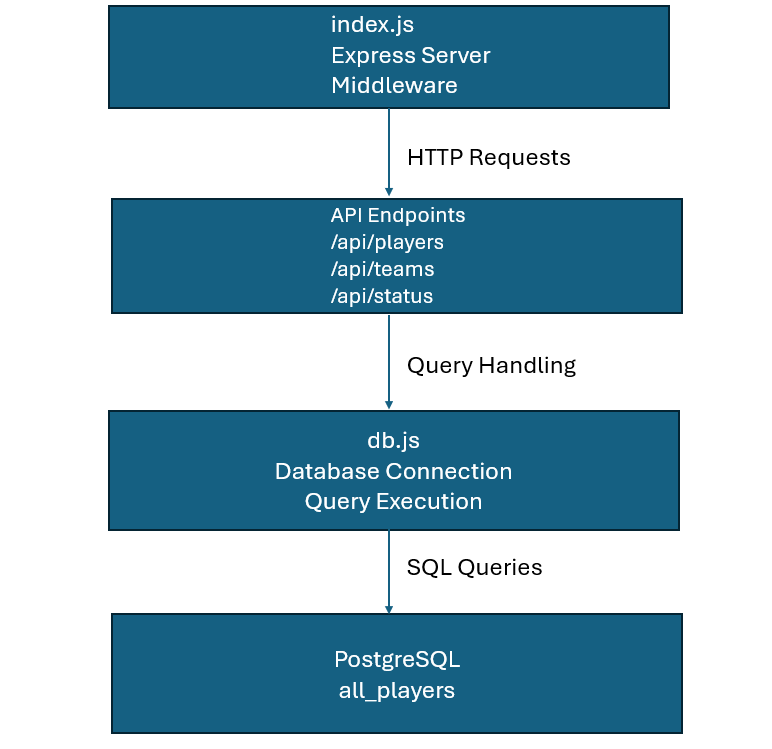 index.js
Express Server
Middleware
HTTP Requests
API Endpoints
/api/players
/api/teams
/api/status
Query Handling
db.js
Database Connection
Query Execution
SQL Queries
PostgreSQL
all_players